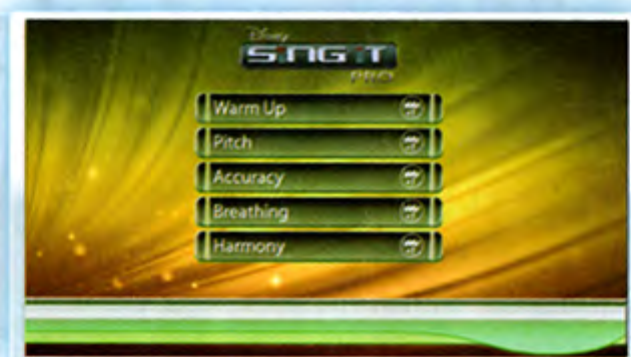 Disney
SING IT
PRO
Warm Up
Pitch
Accuracy
Breathing
Harmony